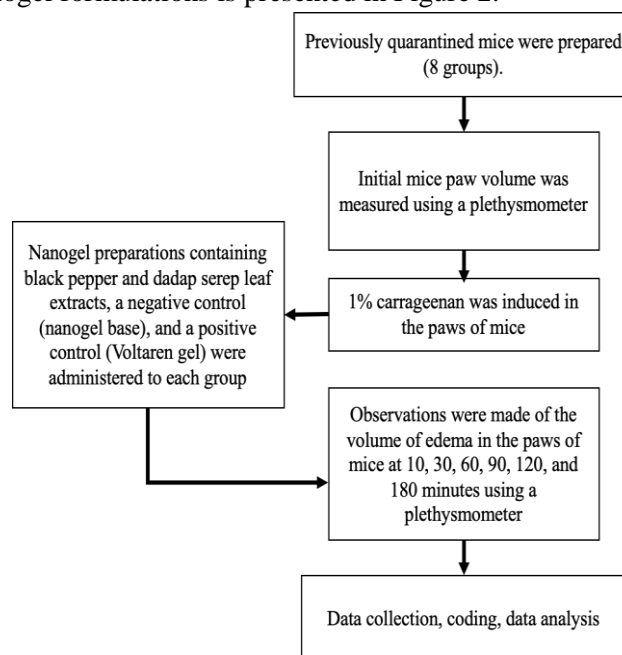 ogel formulations is presented in Figure 2.
Previously quarantined mice were prepared
(8 groups).
Initial mice paw volume was
measured using a plethysmometer
1% carrageenan was induced in
the paws of mice
Nanogel preparations containing
black pepper and dadap serep leaf
extracts, a negative control
(nanogel base), and a positive
control (Voltaren gel) were
administered to each group
Observations were made of the
volume of edema in the paws of
mice at 10, 30, 60, 90, 120, and
180 minutes using a
plethysmometer
Data collection, coding, data analysis